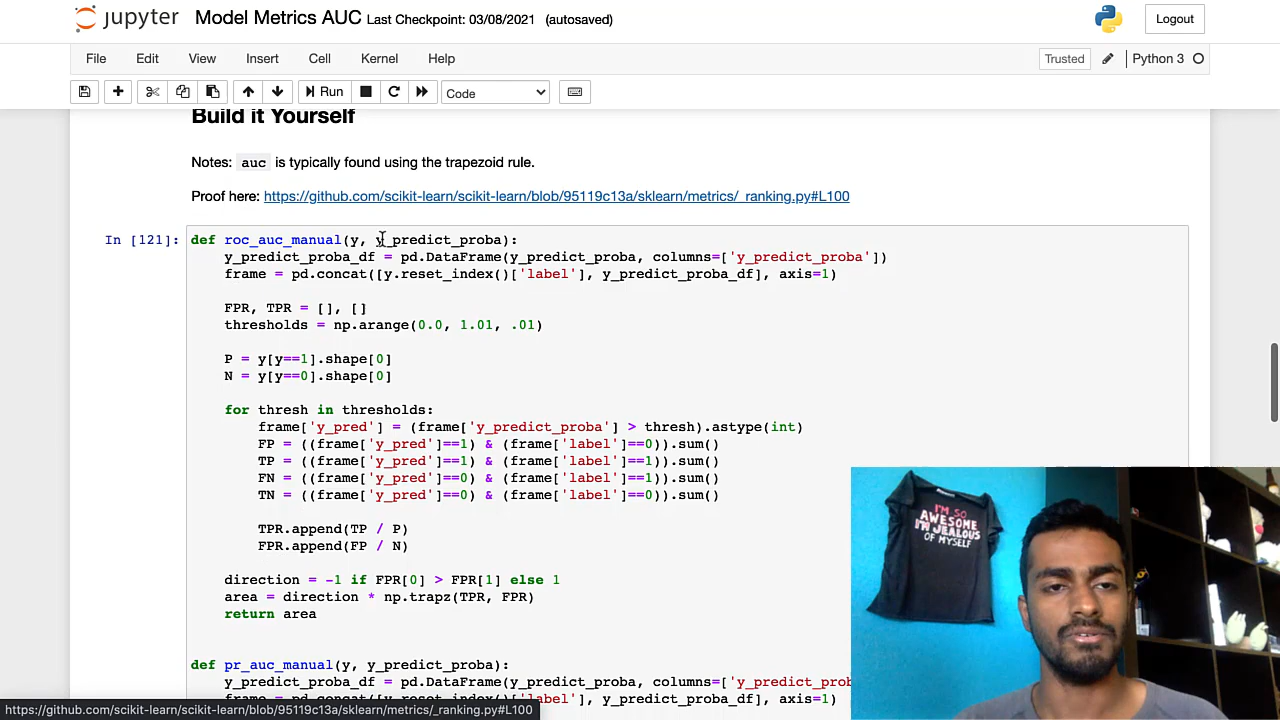 jupyter Model Metrics AUC Last Checkpoint: 03/08/2021 (autosaved) Logout
File Edit View Insert Cell Kernel Help Trusted Python 3
Run Code
Build it Yourself
Notes: auc is typically found using the trapezoid rule.
Proof here: https://github.com/scikit-learn/scikit-learn/blob/95119c13a/sklearn/metrics/_ranking.py#L100
In [121]: def roc_auc_manual(y, y_predict_proba):
y_predict_proba_df = pd.DataFrame(y_predict_proba, columns=['y_predict_proba'])
frame = pd.concat([y.reset_index()['label'], y_predict_proba_df], axis=1)
FPR, TPR = [], []
thresholds = np.arange(0.0, 1.01, .01)
P = y[y==1].shape[0]
N = y[y==0].shape[0]
for thresh in thresholds:
frame['y_pred'] = (frame['y_predict_proba'] > thresh).astype(int)
FP = ((frame['y_pred']==1) & (frame['label']==0)).sum()
TP = ((frame['y_pred']==1) & (frame['label']==1)).sum()
FN = ((frame['y_pred']==0) & (frame['label']==1)).sum()
TN = ((frame['y_pred']==0) & (frame['label']==0)).sum()
TPR.append(TP / P)
FPR.append(FP / N)
direction = -1 if FPR[0] > FPR[1] else 1
area = direction * np.trapz(TPR, FPR)
return area
def pr_auc_manual(y, y_predict_proba):
y_predict_proba_df = pd.DataFrame(y_predict_proba, columns=['y_predict_prob
frame = pd.concat([y.reset_index()['label'], y_predict_proba_df], axis=1)
https://github.com/scikit-learn/scikit-learn/blob/95119c13a/sklearn/metrics/_ranking.py#L100
I'M SO
AWESOME
I'M JEALOUS
OF MYSELF